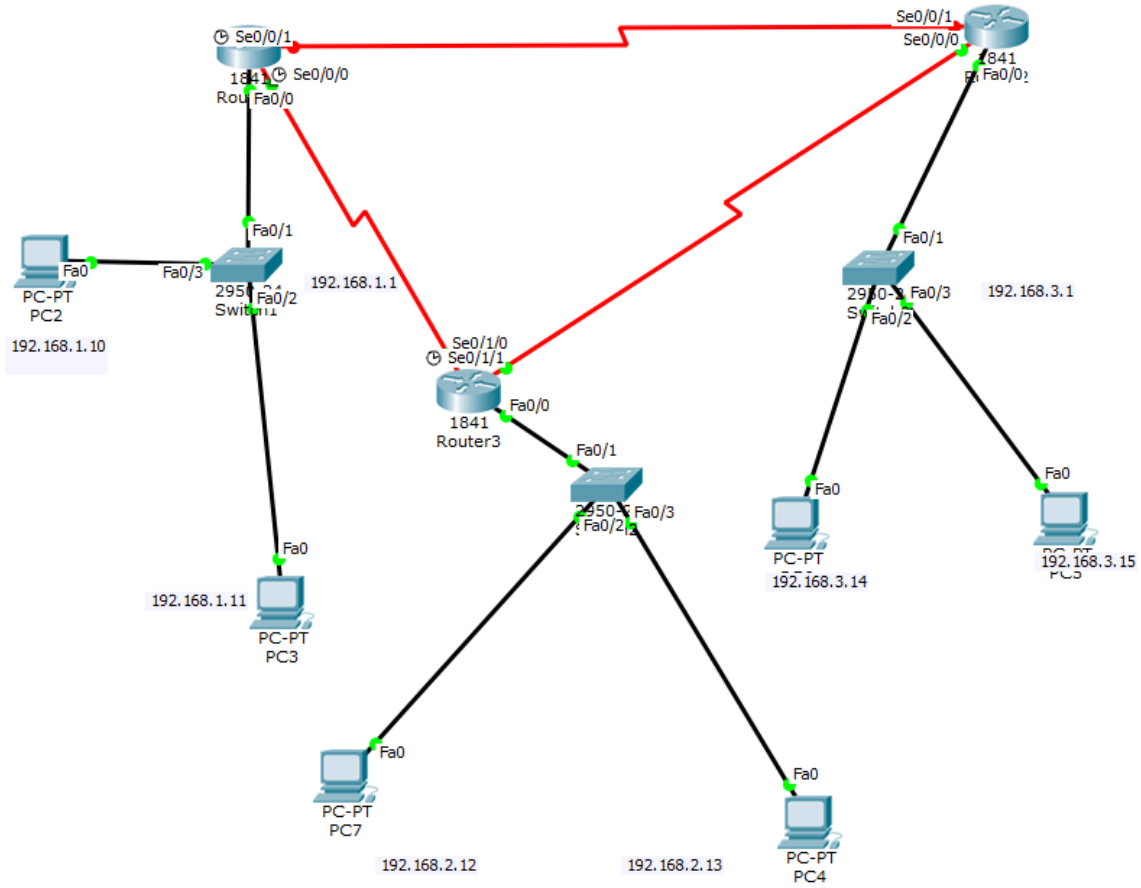 Se0/0/1
Se0/0/0
1841
Fa0/0
Se0/0/1
Se0/0/0
1841
Fa0/0
Fa0/1
Fa0/3
Fa0/2
Fa0
PC-PT
PC2
192.168.1.10
192.168.1.1
Switch1
Fa0/1
Fa0/3
Fa0/2
192.168.3.1
Se0/1/0
Se0/1/1
1841
Router3
Fa0/0
Fa0/1
Fa0/3
Fa0/2
Fa0
PC-PT
192.168.3.14
Fa0
192.168.3.15
Fa0
192.168.1.11
PC-PT
PC3
Fa0
PC-PT
PC7
192.168.2.12
Fa0
PC-PT
PC4
192.168.2.13